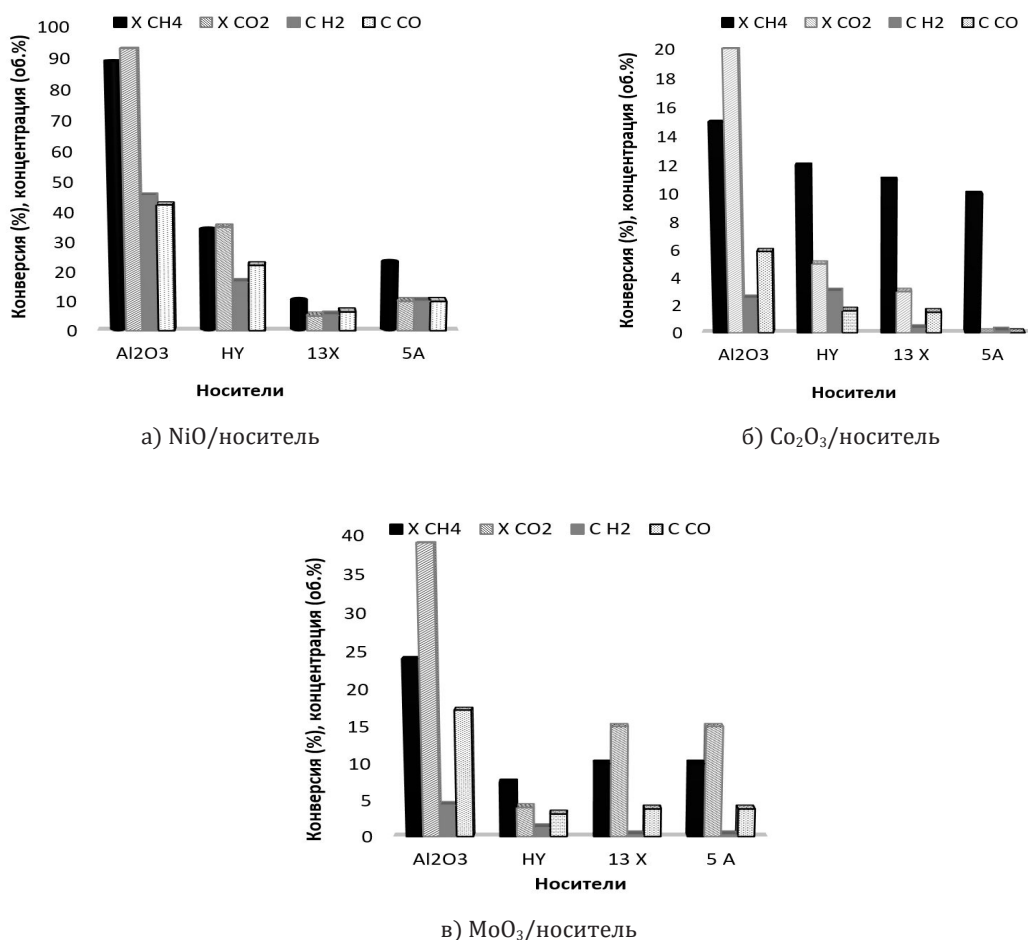 X CH4 X CO2 C H2 C CO
Конверсия (%), концентрация (об.%)
100
90
80
70
60
50
40
30
20
10
0
Al2O3 HY 13X 5A
Носители
а) NiO/носитель
X CH4 X CO2 C H2 C CO
Конверсия (%), концентрация (об.%)
20
18
16
14
12
10
8
6
4
2
0
Al2O3 HY 13 X 5A
Носители
б) Co₂O₃/носитель
X CH4 X CO2 C H2 C CO
Конверсия (%), концентрация (об.%)
40
35
30
25
20
15
10
5
0
Al2O3 HY 13 X 5 A
Носители
в) MoO₃/носитель